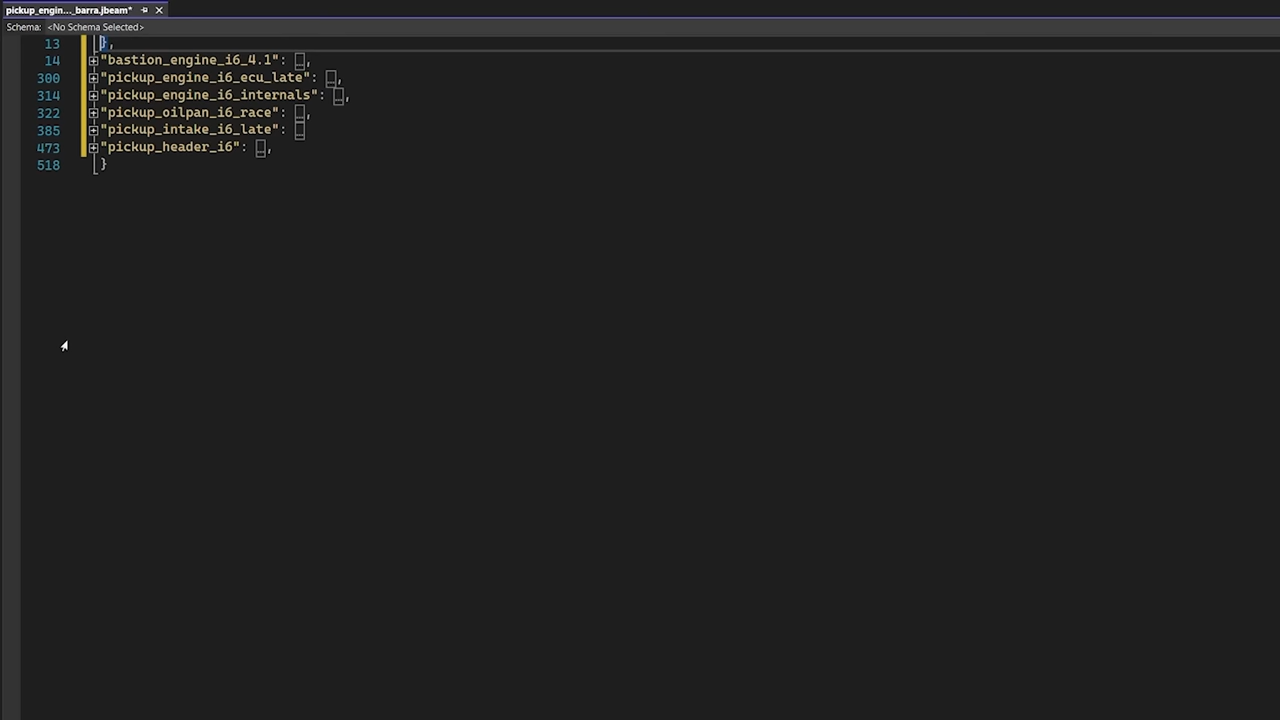 pickup_engin..._barra.jbeam*
Schema: <No Schema Selected>
13 },
14 "bastion_engine_i6_4.1": [...],
300 "pickup_engine_i6_ecu_late": [...],
314 "pickup_engine_i6_internals": [...],
322 "pickup_oilpan_i6_race": [...],
385 "pickup_intake_i6_late": [...]
473 "pickup_header_i6": [...],
518 }